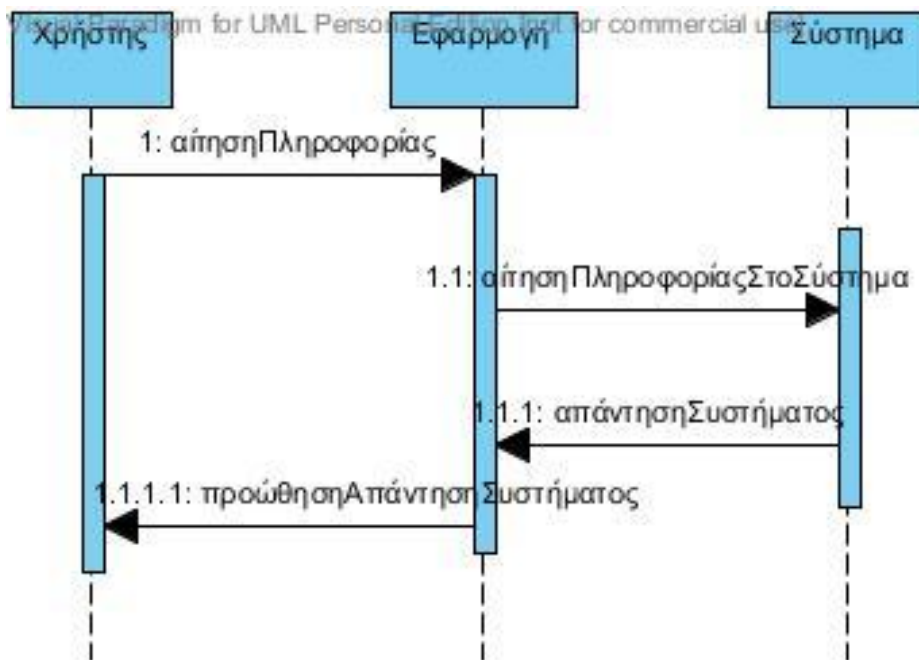 Visual Paradigm for UML Personal Edition [not for commercial use]
Χρήστης
Εφαρμογή
Σύστημα
1: αίτησηΠληροφορίας
1.1: αίτησηΠληροφορίαςΣτοΣύστημα
1.1.1: απάντησηΣυστήματος
1.1.1.1: προώθησηΑπάντησηΣυστήματος